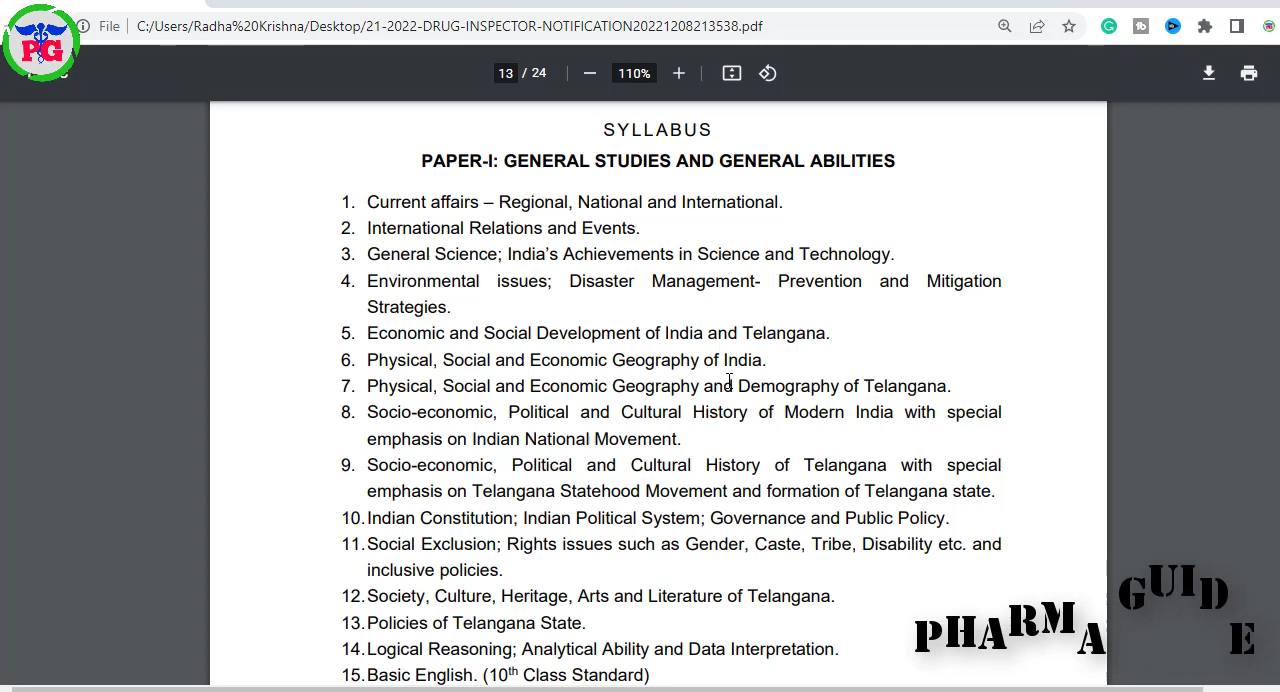 PG
File
C:/Users/Radha%20Krishna/Desktop/21-2022-DRUG-INSPECTOR-NOTIFICATION20221208213538.pdf
13 / 24
110%
SYLLABUS
PAPER-I: GENERAL STUDIES AND GENERAL ABILITIES
1. Current affairs – Regional, National and International.
2. International Relations and Events.
3. General Science; India's Achievements in Science and Technology.
4. Environmental issues; Disaster Management- Prevention and Mitigation
Strategies.
5. Economic and Social Development of India and Telangana.
6. Physical, Social and Economic Geography of India.
7. Physical, Social and Economic Geography and Demography of Telangana.
8. Socio-economic, Political and Cultural History of Modern India with special
emphasis on Indian National Movement.
9. Socio-economic, Political and Cultural History of Telangana with special
emphasis on Telangana Statehood Movement and formation of Telangana state.
10. Indian Constitution; Indian Political System; Governance and Public Policy.
11. Social Exclusion; Rights issues such as Gender, Caste, Tribe, Disability etc. and
inclusive policies.
12. Society, Culture, Heritage, Arts and Literature of Telangana.
13. Policies of Telangana State.
14. Logical Reasoning; Analytical Ability and Data Interpretation.
15. Basic English. (10th Class Standard)
PHARMA GUIDE